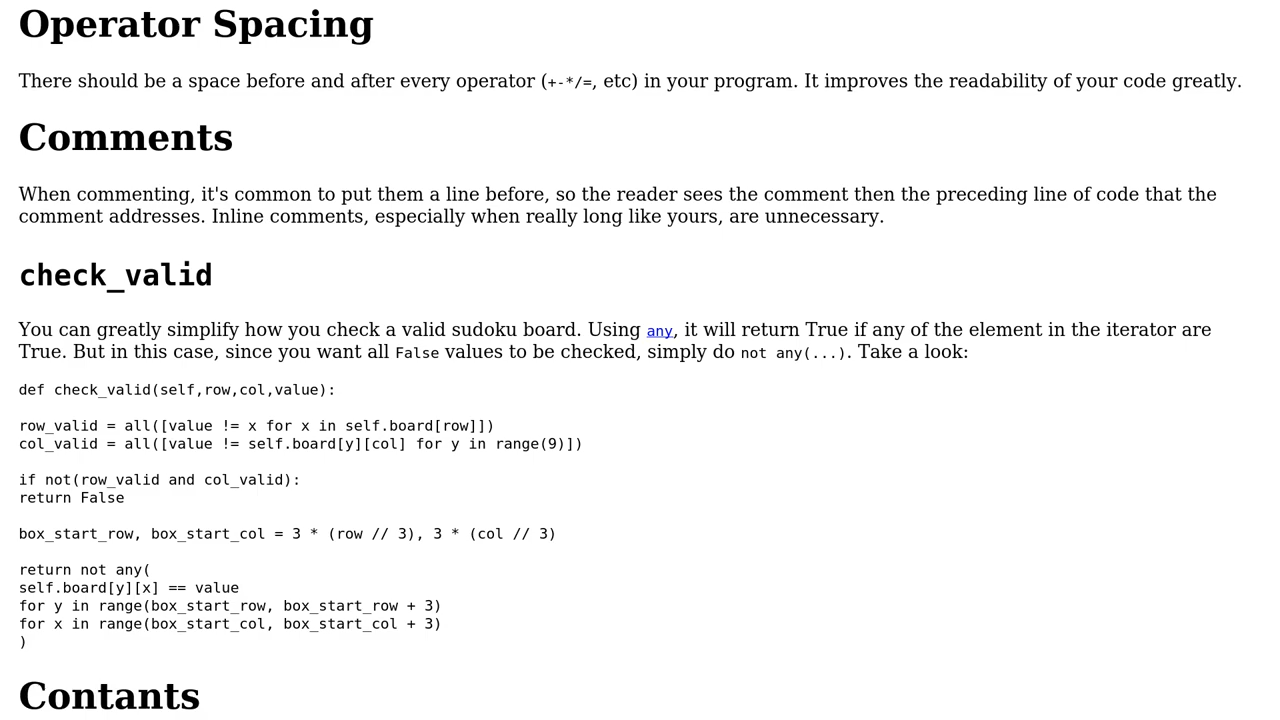 Operator Spacing
There should be a space before and after every operator (+-*/=, etc) in your program. It improves the readability of your code greatly.
Comments
When commenting, it's common to put them a line before, so the reader sees the comment then the preceding line of code that the
comment addresses. Inline comments, especially when really long like yours, are unnecessary.
check_valid
You can greatly simplify how you check a valid sudoku board. Using any, it will return True if any of the element in the iterator are
True. But in this case, since you want all False values to be checked, simply do not any(...). Take a look:
def check_valid(self,row,col,value):
row_valid = all([value != x for x in self.board[row]])
col_valid = all([value != self.board[y][col] for y in range(9)])
if not(row_valid and col_valid):
return False
box_start_row, box_start_col = 3 * (row // 3), 3 * (col // 3)
return not any(
self.board[y][x] == value
for y in range(box_start_row, box_start_row + 3)
for x in range(box_start_col, box_start_col + 3)
)
Contants